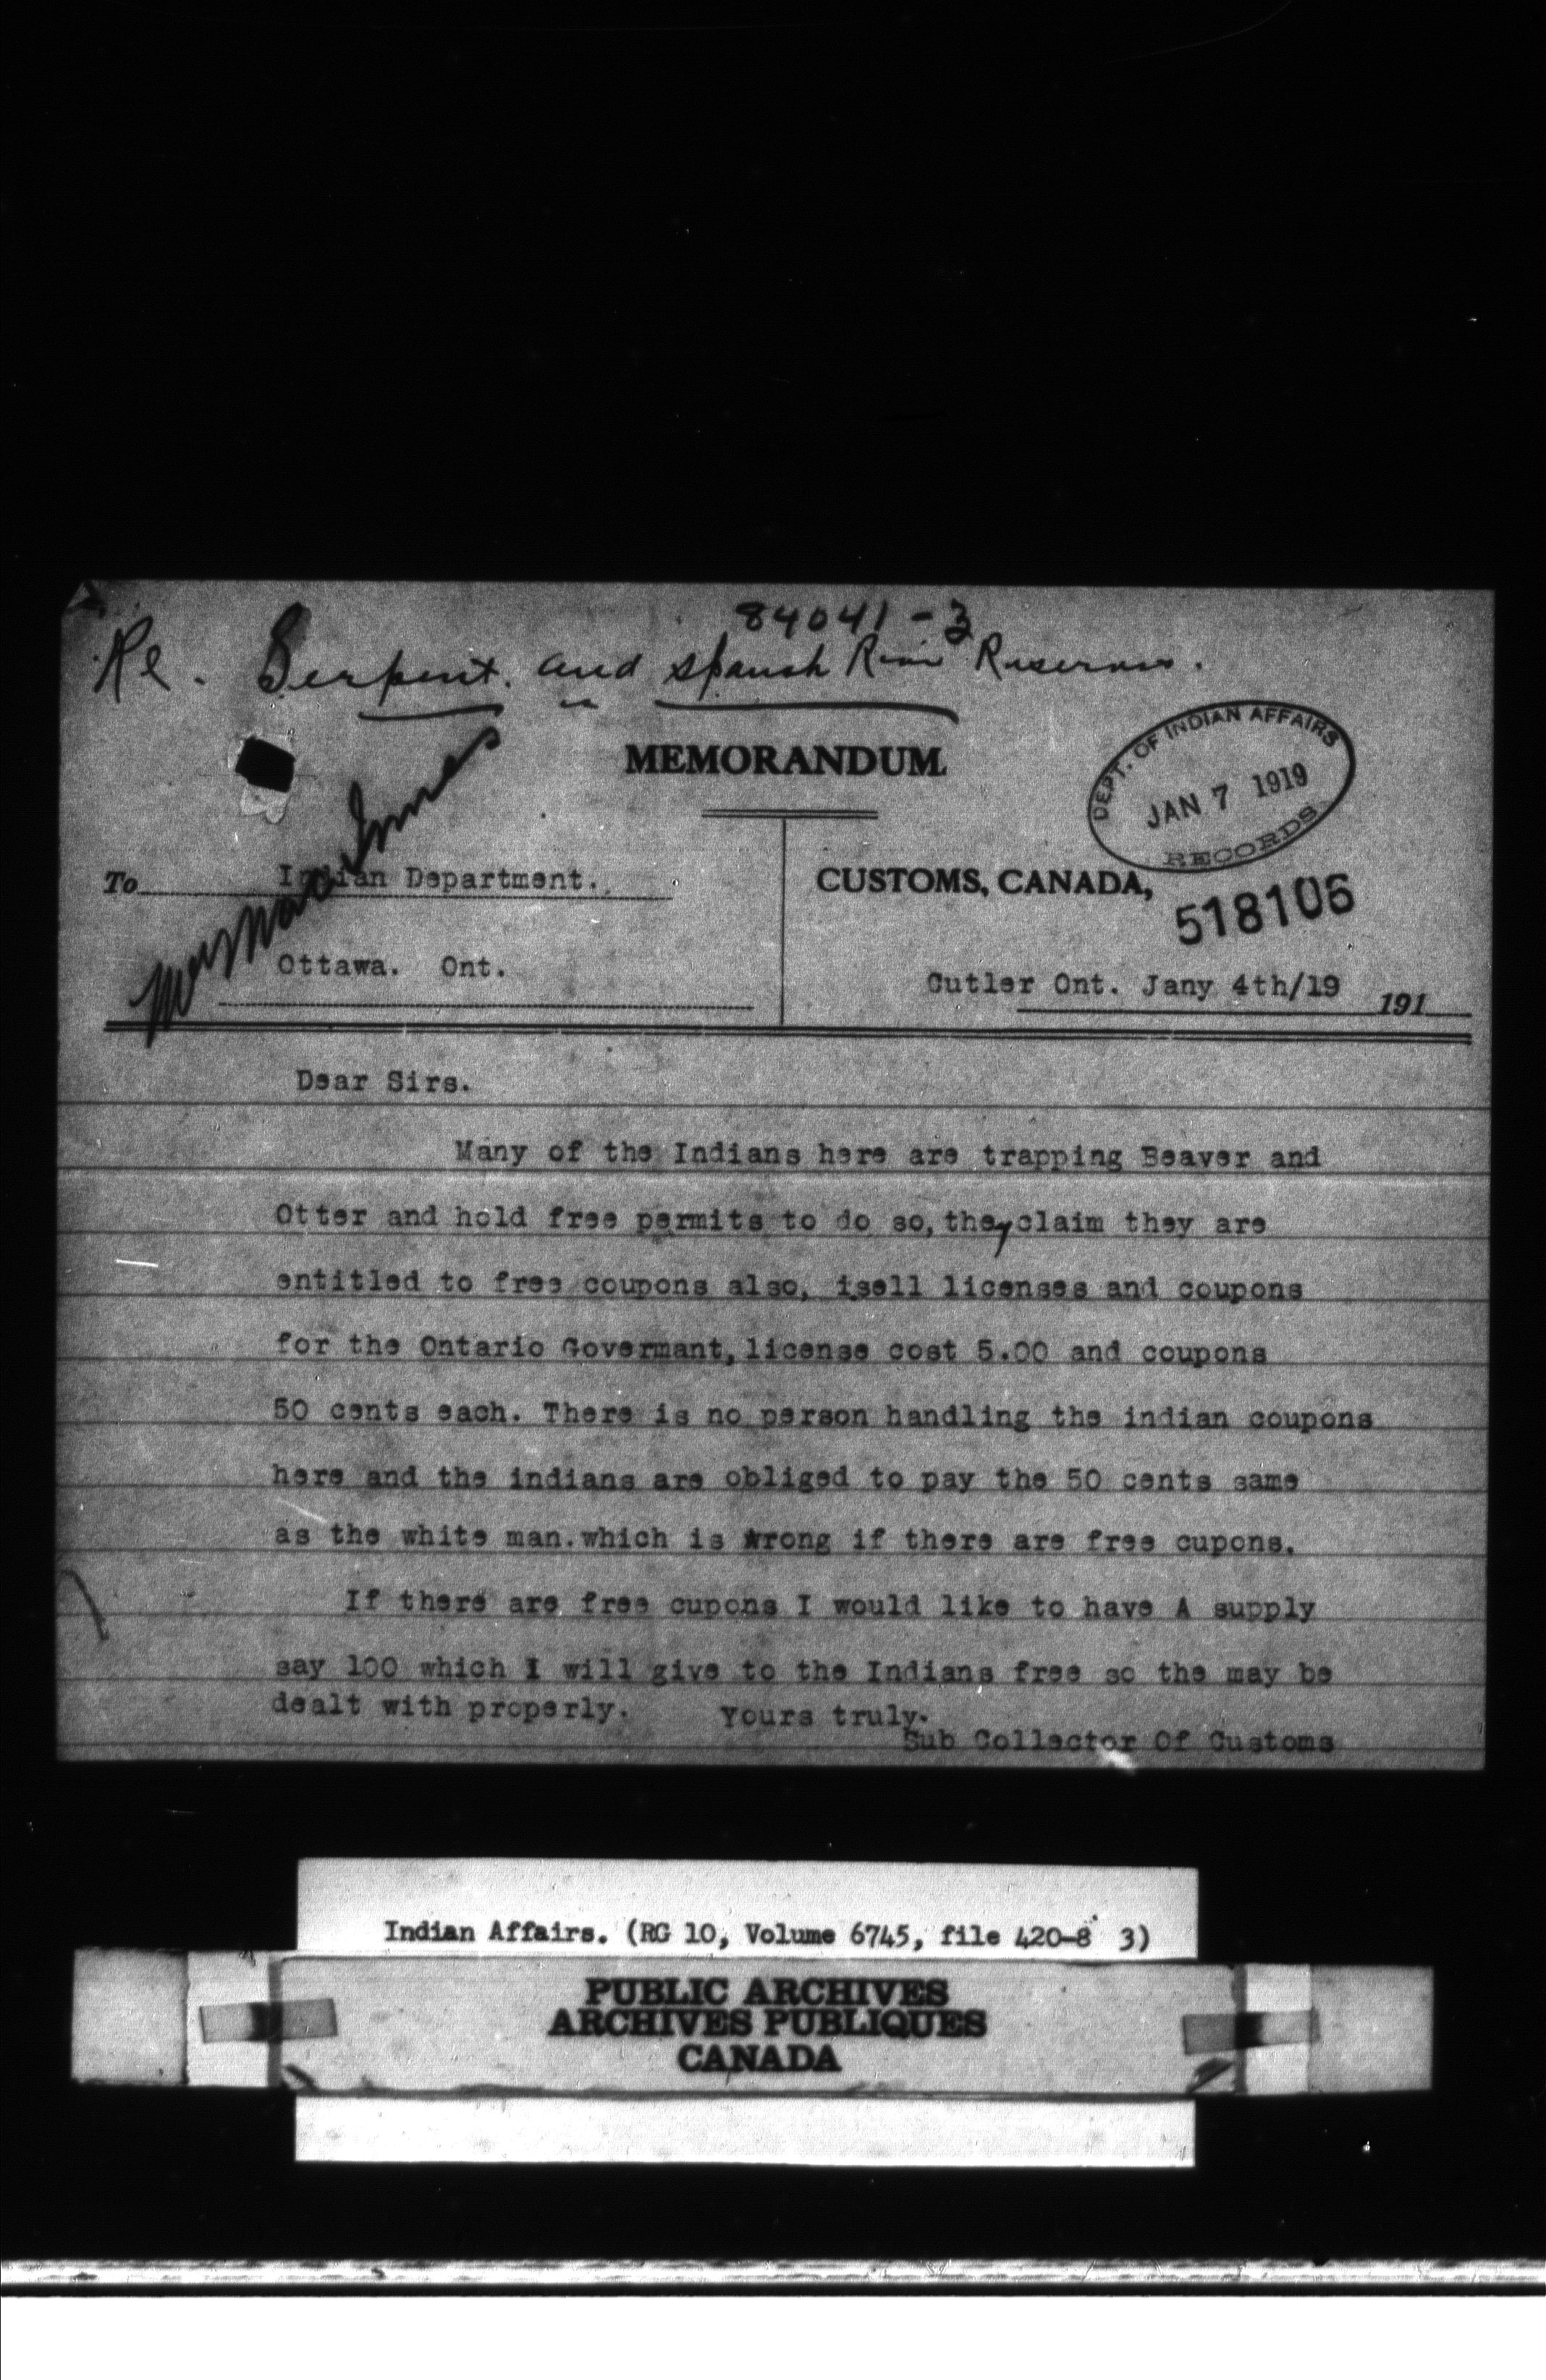 84041-3
Re. Serpent and Spanish River Reserves.
MEMORANDUM
DEPT. OF INDIAN AFFAIRS
JAN 7 1919
RECORDS
To Indian Department.
CUSTOMS, CANADA,
518106
Ottawa. Ont.
Cutler Ont. Jany 4th/19 191
Dear Sirs.
Many of the Indians here are trapping Beaver and
Otter and hold free permits to do so, they claim they are
entitled to free coupons also, isell licenses and coupons
for the Ontario Govermant, license cost 5.00 and coupons
50 cents each. There is no person handling the indian coupons
here and the indians are obliged to pay the 50 cents same
as the white man.which is wrong if there are free cupons.
If there are free cupons I would like to have A supply
say 100 which I will give to the Indians free so the may be
dealt with properly. Yours truly.
Sub Collector Of Customs
Indian Affairs. (RG 10, Volume 6745, file 420-8 3)
PUBLIC ARCHIVES
ARCHIVES PUBLIQUES
CANADA